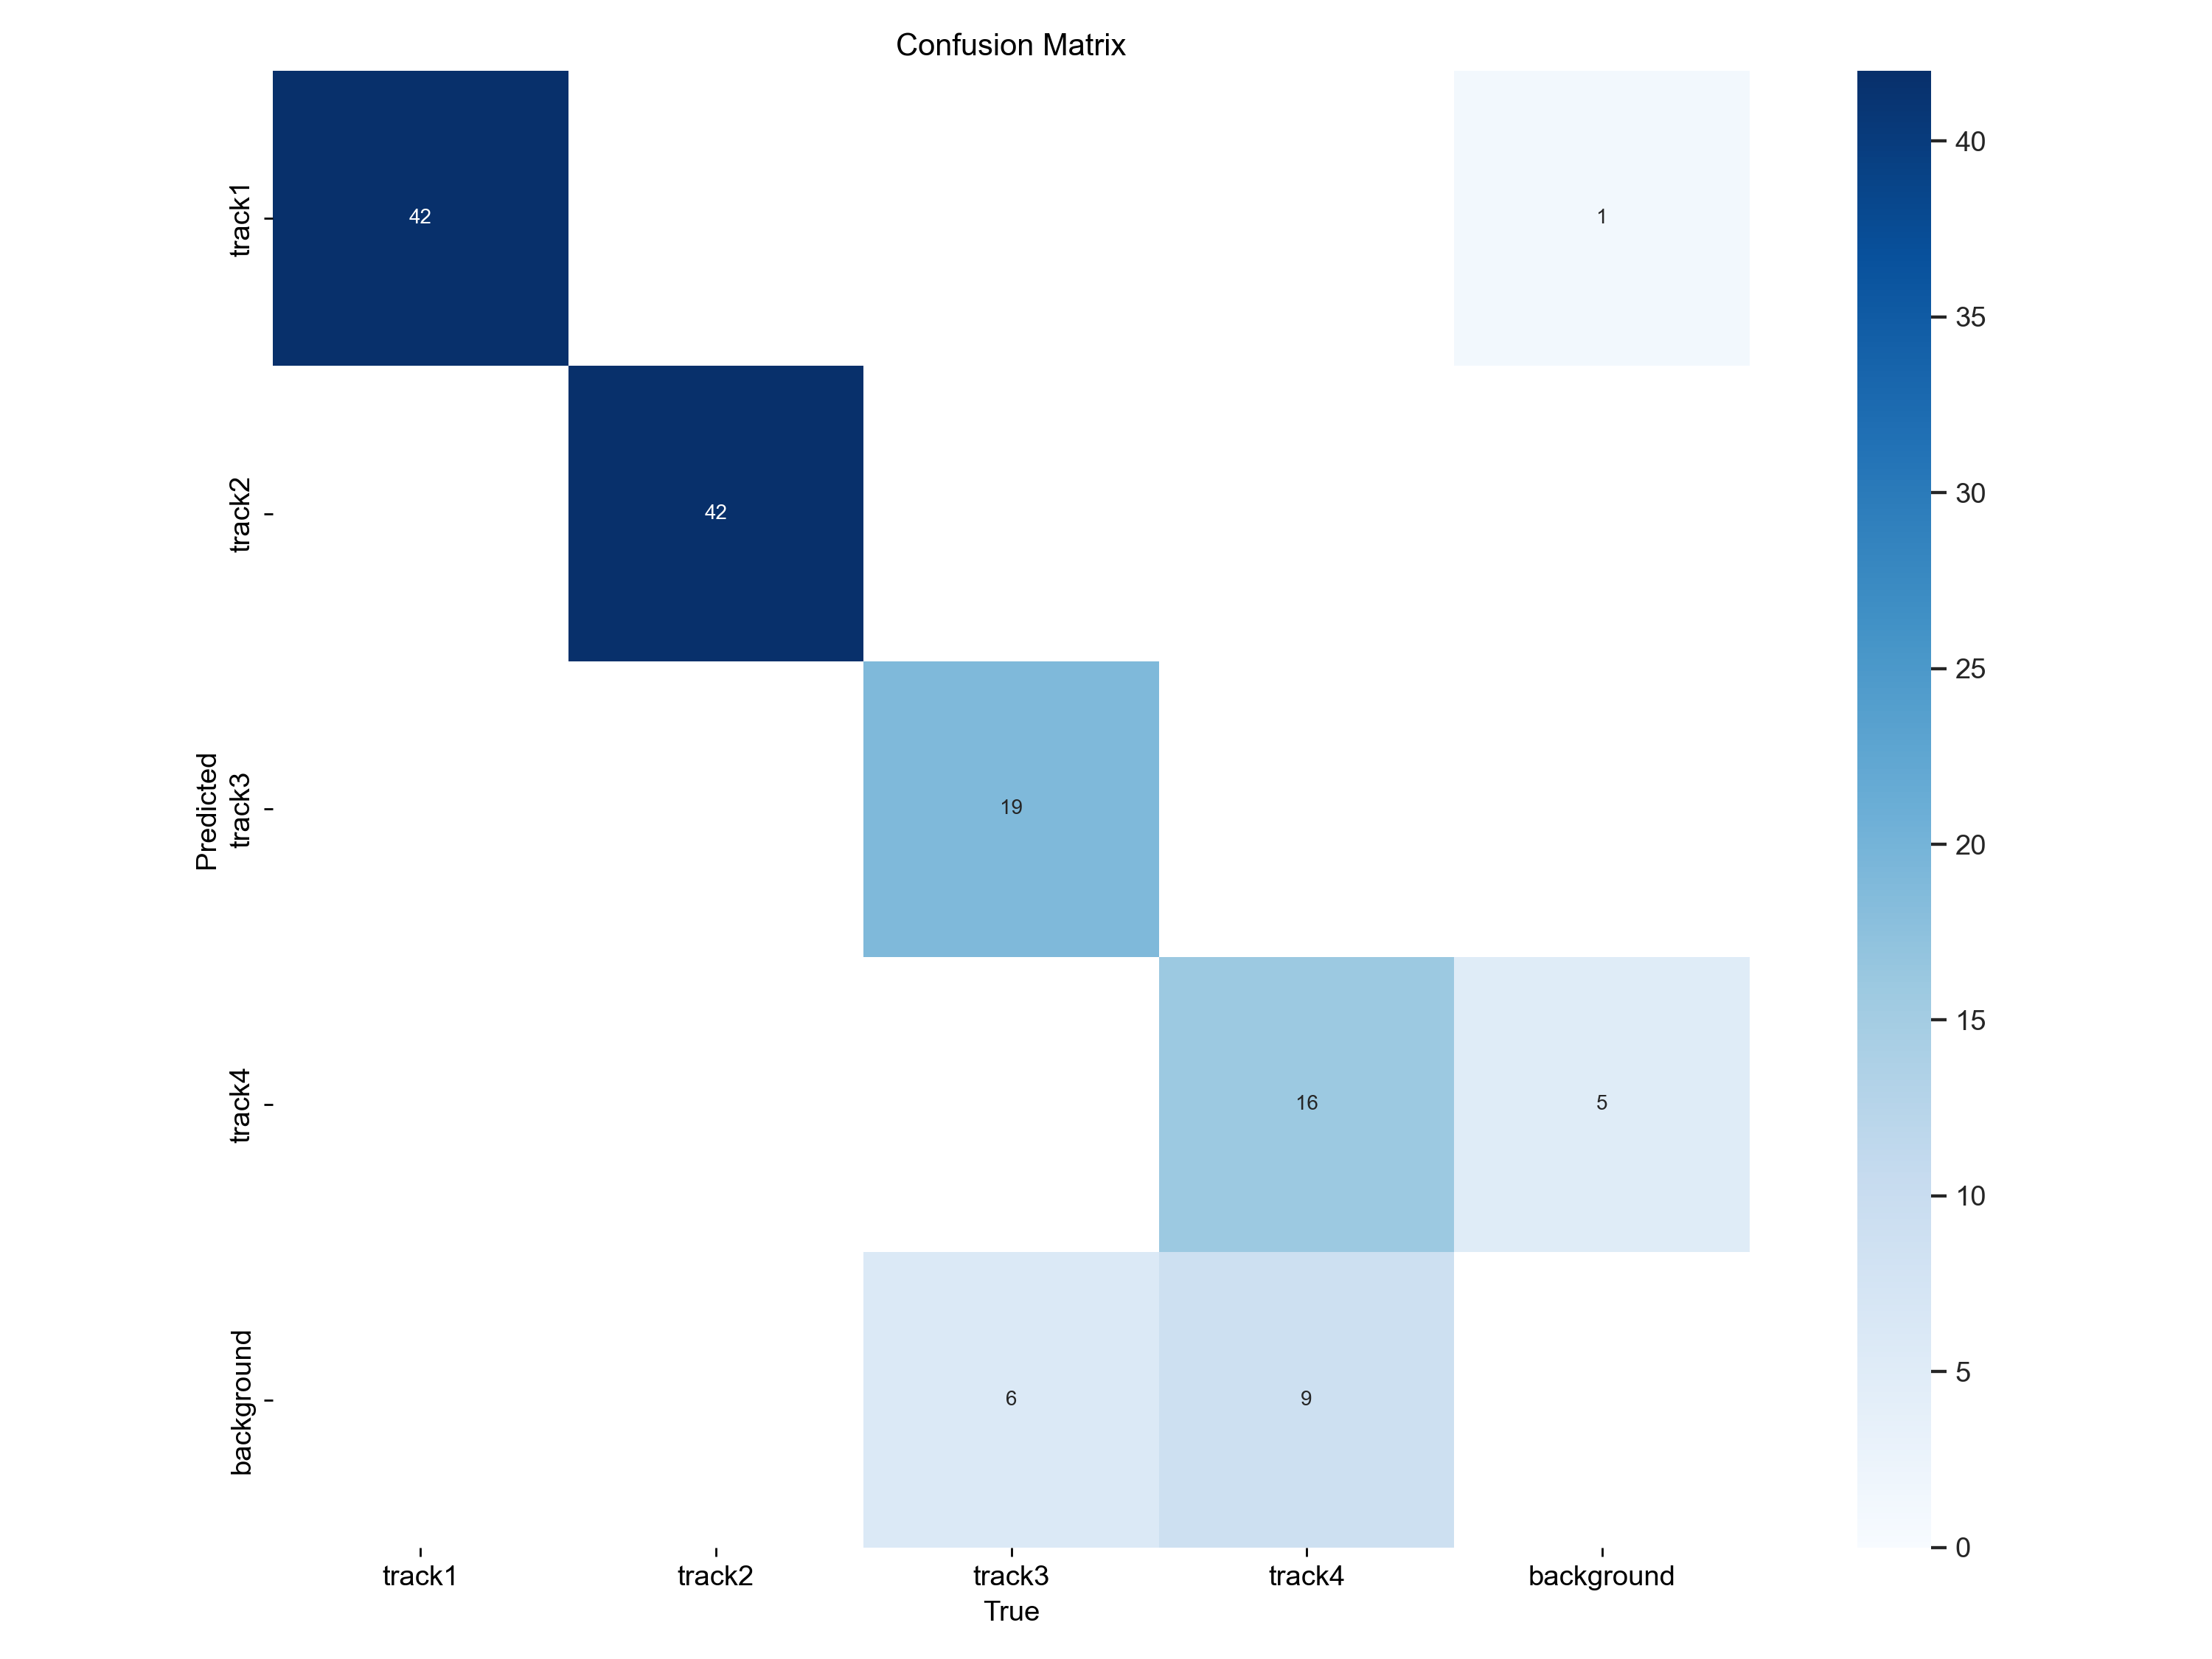 Confusion Matrix
track1
42
1
track2
42
track3
19
track4
16
5
background
6
9
Predicted
track1
track2
track3
track4
background
True
40
35
30
25
20
15
10
5
0